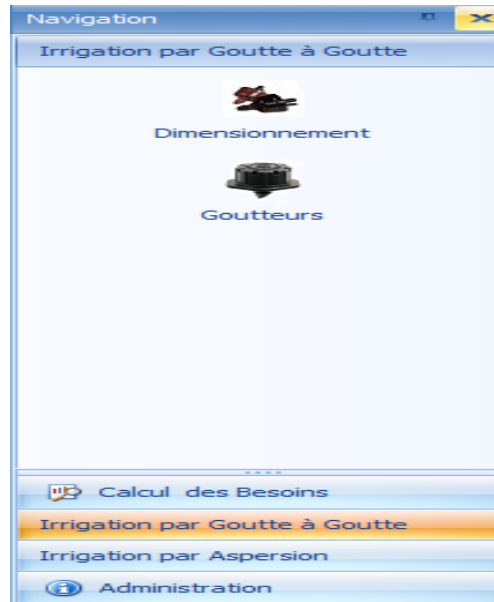 Navigation
Irrigation par Goutte à Goutte
Dimensionnement
Goutteurs
Calcul des Besoins
Irrigation par Goutte à Goutte
Irrigation par Aspersion
Administration